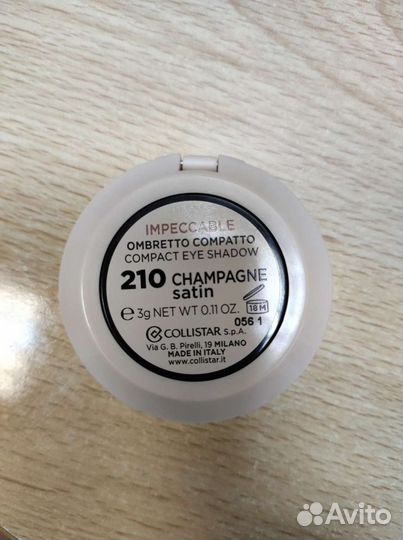 IMPECCABLE
OMBRETTO COMPATTO
COMPACT EYE SHADOW
210 CHAMPAGNE
satin
℮ 3g NET WT 0.11 OZ.
18 M
056 1
COLLISTAR S.p.A.
Via G. B. Pirelli, 19 MILANO
MADE IN ITALY
www.collistar.it
Avito